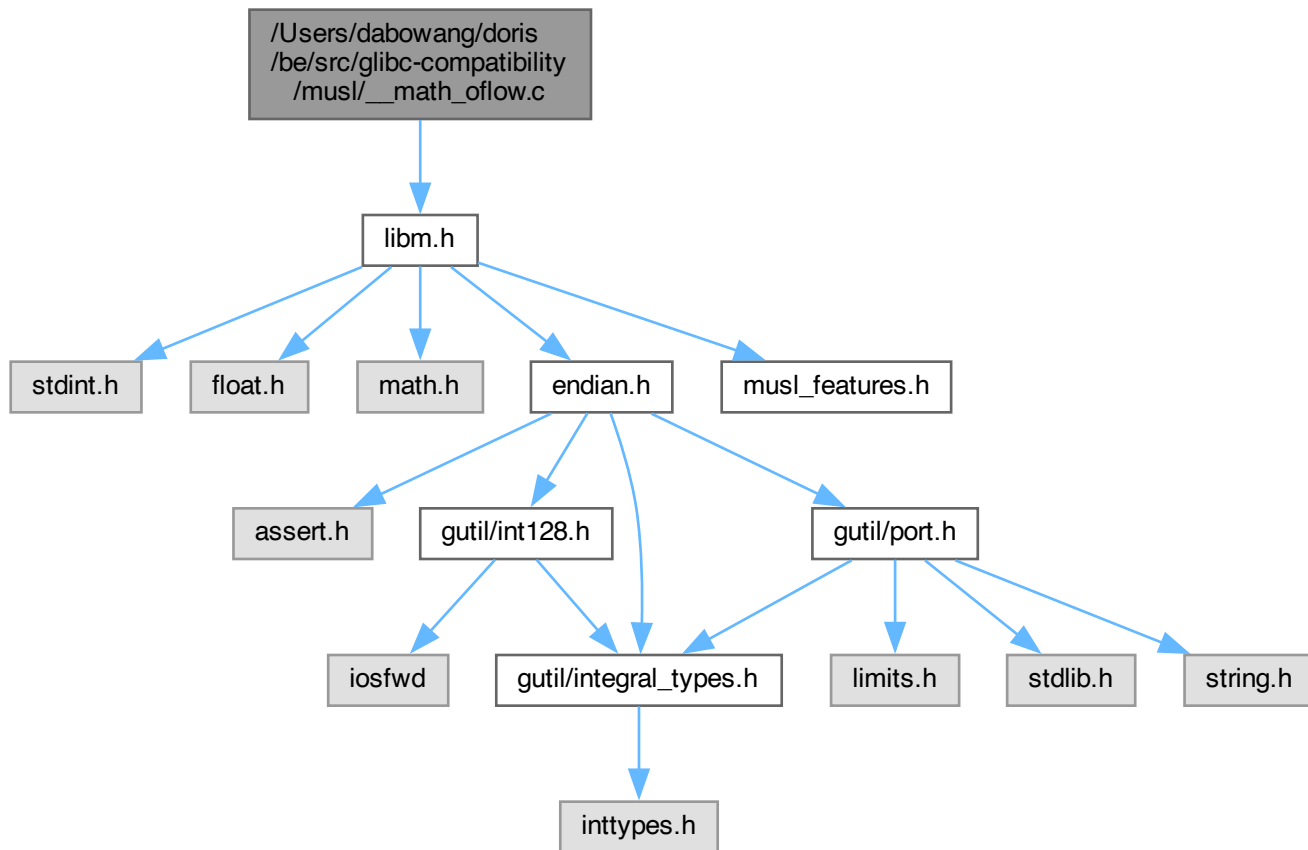 /Users/dabowang/doris
/be/src/glibc-compatibility
/musl/__math_oflow.c
libm.h
stdint.h
float.h
math.h
endian.h
musl_features.h
assert.h
gutil/int128.h
gutil/port.h
iosfwd
gutil/integral_types.h
limits.h
stdlib.h
string.h
inttypes.h